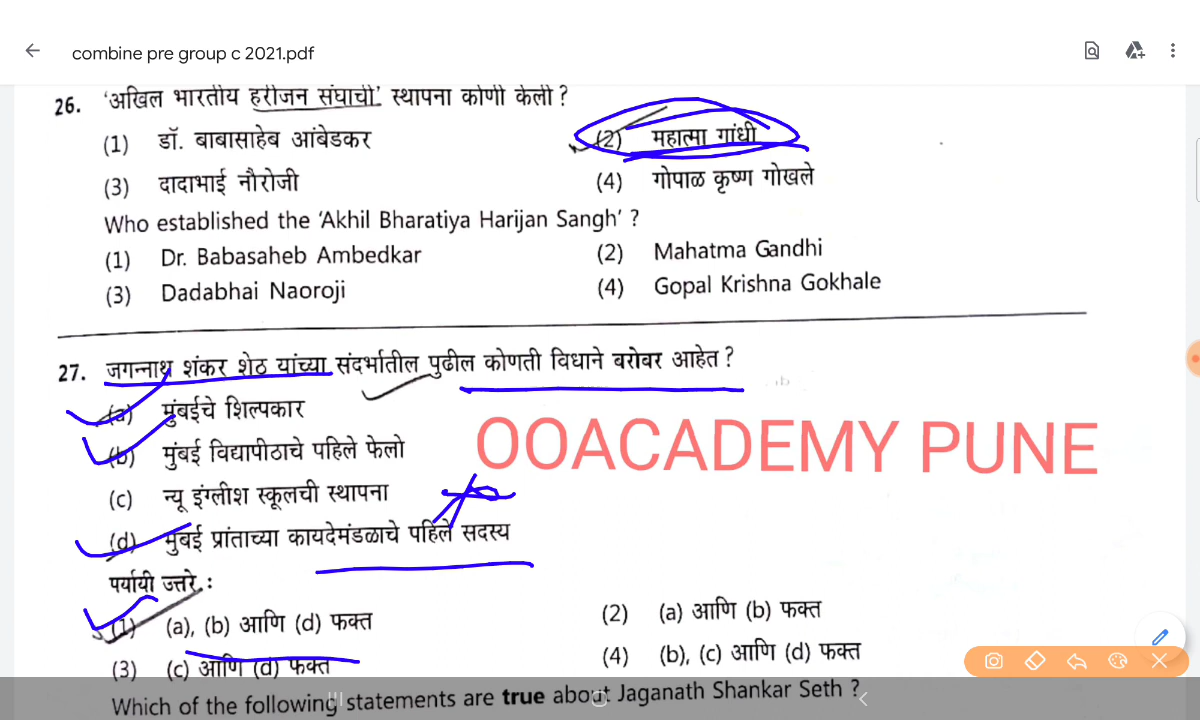 combine pre group c 2021.pdf
26. 'अखिल भारतीय हरीजन संघाची' स्थापना कोणी केली ?
(1) डॉ. बाबासाहेब आंबेडकर (2) महात्मा गांधी
(3) दादाभाई नौरोजी (4) गोपाळ कृष्ण गोखले
Who established the 'Akhil Bharatiya Harijan Sangh' ?
(1) Dr. Babasaheb Ambedkar (2) Mahatma Gandhi
(3) Dadabhai Naoroji (4) Gopal Krishna Gokhale
27. जगन्नाथ शंकर शेठ यांच्या संदर्भातील पुढील कोणती विधाने बरोबर आहेत ?
(a) मुंबईचे शिल्पकार
(b) मुंबई विद्यापीठाचे पहिले फेलो
OOACADEMY PUNE
(c) न्यू इंग्लीश स्कूलची स्थापना
(d) मुंबई प्रांताच्या कायदेमंडळाचे पहिले सदस्य
पर्यायी उत्तरे :
(1) (a), (b) आणि (d) फक्त (2) (a) आणि (b) फक्त
(3) (c) आणि (d) फक्त (4) (b), (c) आणि (d) फक्त
Which of the following statements are true about Jaganath Shankar Seth ?